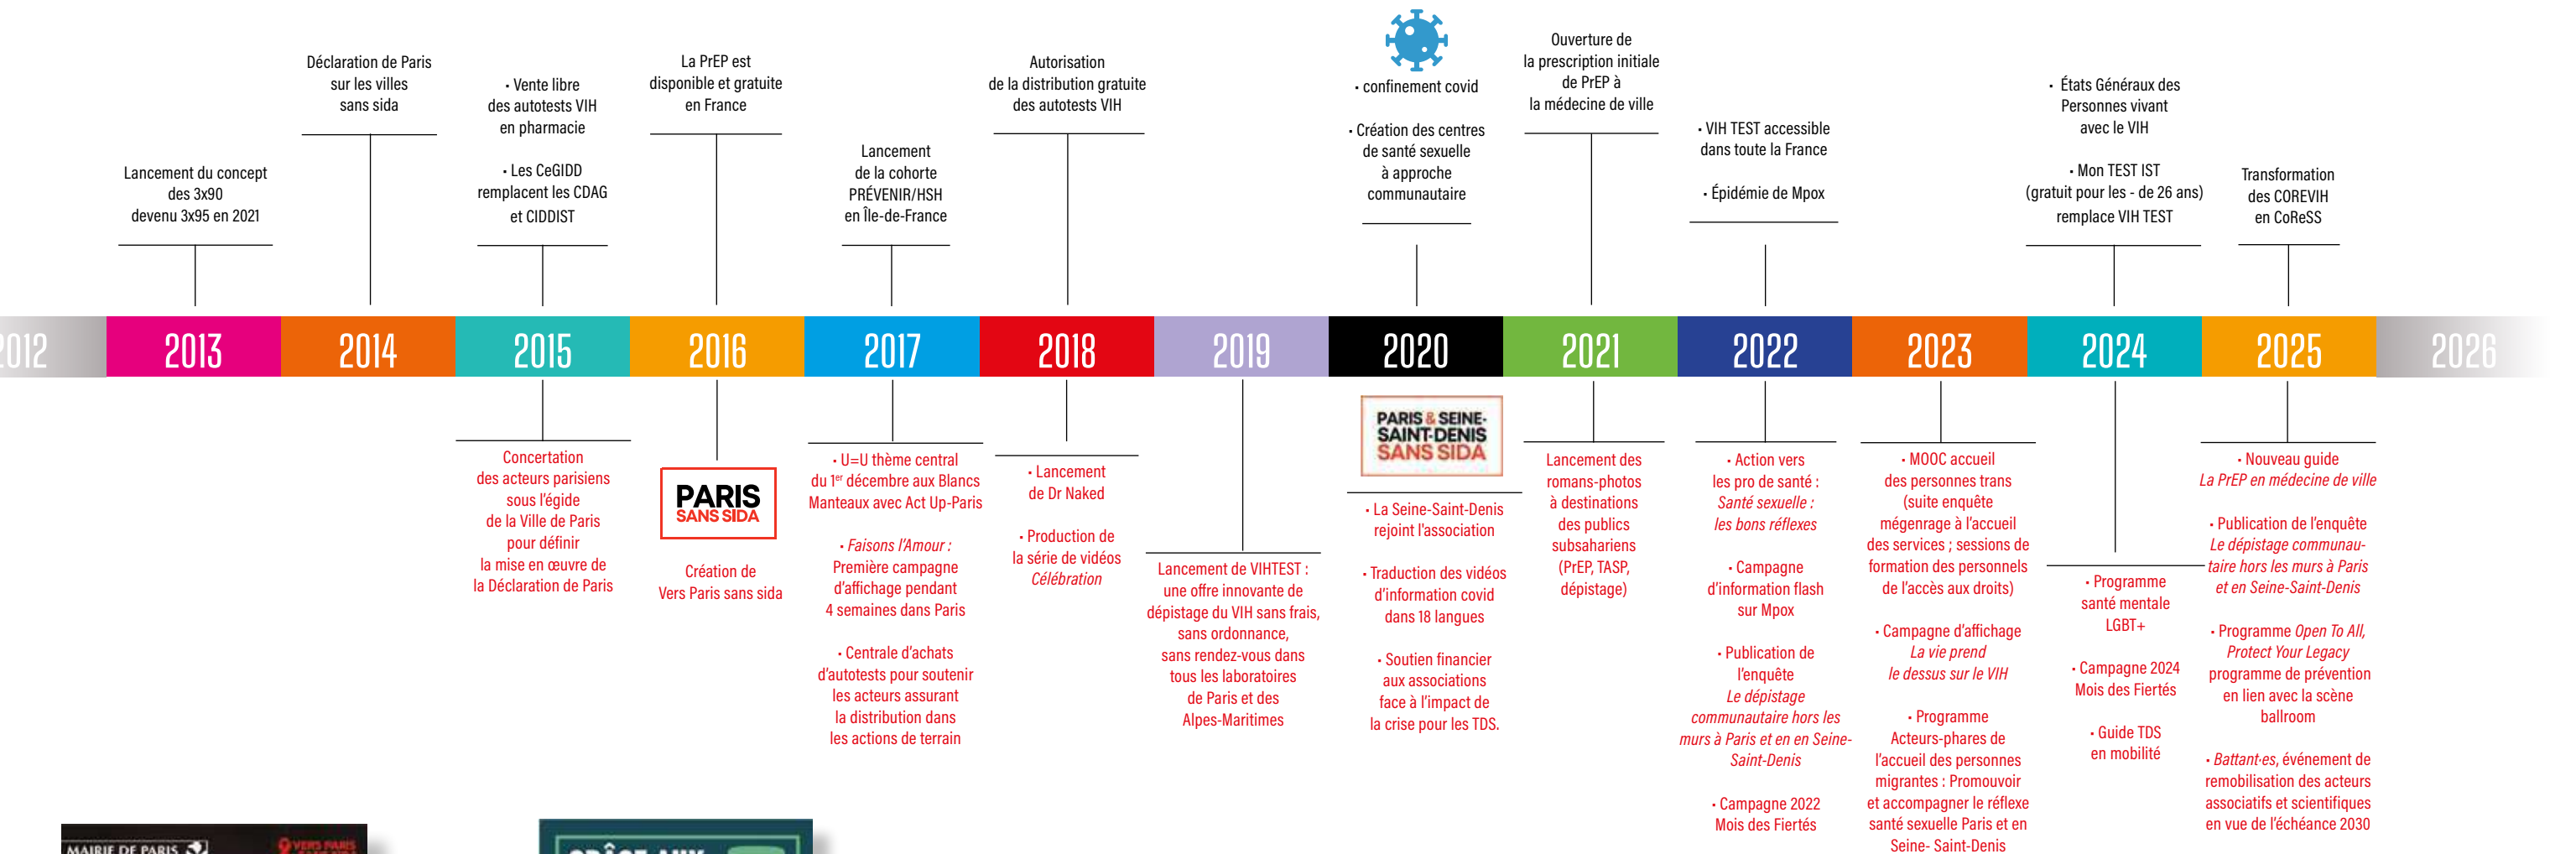 Lancement du concept
des 3x90
devenu 3x95 en 2021
Déclaration de Paris
sur les villes
sans sida
• Vente libre
des autotests VIH
en pharmacie
• Les CeGIDD
remplacent les CDAG
et CIDDIST
La PrEP est
disponible et gratuite
en France
Lancement
de la cohorte
PRÉVENIR/HSH
en Île-de-France
Autorisation
de la distribution gratuite
des autotests VIH
• confinement covid
• Création des centres
de santé sexuelle
à approche
communautaire
Ouverture de
la prescription initiale
de PrEP à
la médecine de ville
• VIH TEST accessible
dans toute la France
• Épidémie de Mpox
• États Généraux des
Personnes vivant
avec le VIH
• Mon TEST IST
(gratuit pour les - de 26 ans)
remplace VIH TEST
Transformation
des COREVIH
en CoReSS
2012
2013
2014
2015
2016
2017
2018
2019
2020
2021
2022
2023
2024
2025
2026
Concertation
des acteurs parisiens
sous l’égide
de la Ville de Paris
pour définir
la mise en œuvre de
la Déclaration de Paris
PARIS
SANS SIDA
Création de
Vers Paris sans sida
• U=U thème central
du 1er décembre aux Blancs
Manteaux avec Act Up-Paris
• Faisons l’Amour :
Première campagne
d’affichage pendant
4 semaines dans Paris
• Centrale d’achats
d’autotests pour soutenir
les acteurs assurant
la distribution dans
les actions de terrain
• Lancement
de Dr Naked
• Production de
la série de vidéos
Célébration
Lancement de VIHTEST :
une offre innovante de
dépistage du VIH sans frais,
sans ordonnance,
sans rendez-vous dans
tous les laboratoires
de Paris et des
Alpes-Maritimes
PARIS & SEINE-
SAINT-DENIS
SANS SIDA
• La Seine-Saint-Denis
rejoint l’association
• Traduction des vidéos
d’information covid
dans 18 langues
• Soutien financier
aux associations
face à l’impact de
la crise pour les TDS.
Lancement des
romans-photos
à destinations
des publics
subsahariens
(PrEP, TASP,
dépistage)
• Action vers
les pro de santé :
Santé sexuelle :
les bons réflexes
• Campagne
d’information flash
sur Mpox
• Publication de
l’enquête
Le dépistage
communautaire hors les
murs à Paris et en en Seine-
Saint-Denis
• Campagne 2022
Mois des Fiertés
• MOOC accueil
des personnes trans
(suite enquête
mégenrage à l’accueil
des services ; sessions de
formation des personnels
de l’accès aux droits)
• Campagne d’affichage
La vie prend
le dessus sur le VIH
• Programme
Acteurs-phares de
l’accueil des personnes
migrantes : Promouvoir
et accompagner le réflexe
santé sexuelle Paris et en
Seine- Saint-Denis
• Programme
santé mentale
LGBT+
• Campagne 2024
Mois des Fiertés
• Guide TDS
en mobilité
• Nouveau guide
La PrEP en médecine de ville
• Publication de l’enquête
Le dépistage communau-
taire hors les murs à Paris
et en Seine-Saint-Denis
• Programme Open To All,
Protect Your Legacy
programme de prévention
en lien avec la scène
ballroom
• Battant·es, événement de
remobilisation des acteurs
associatifs et scientifiques
en vue de l’échéance 2030
MAIRIE DE PARIS
VERS PARIS
GRÂCE AUX